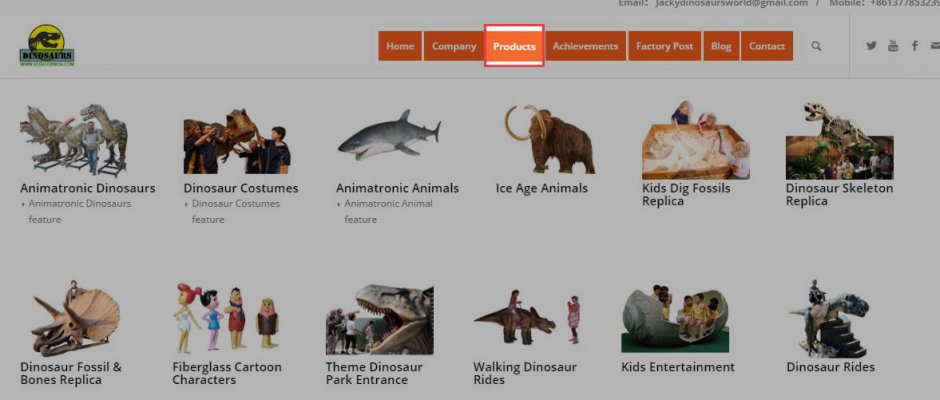 Email: Jackydinosaursworld@gmail.com / Mobile: +861377853239
DINOSAURS
Home Company Products Achievements Factory Post Blog Contact
Animatronic Dinosaurs
Animatronic Dinosaurs
feature
Dinosaur Costumes
Dinosaur Costumes
feature
Animatronic Animals
Animatronic Animal
feature
Ice Age Animals
Kids Dig Fossils
Replica
Dinosaur Skeleton
Replica
Dinosaur Fossil &
Bones Replica
Fiberglass Cartoon
Characters
Theme Dinosaur
Park Entrance
Walking Dinosaur
Rides
Kids Entertainment
Dinosaur Rides